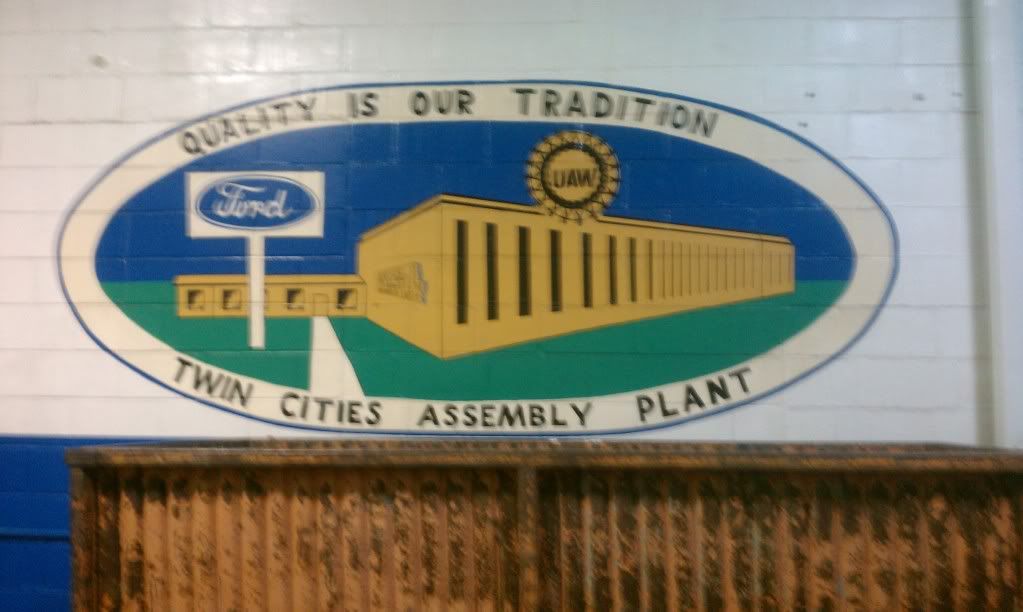 QUALITY IS OUR TRADITION
UAW
Ford
TWIN CITIES ASSEMBLY PLANT